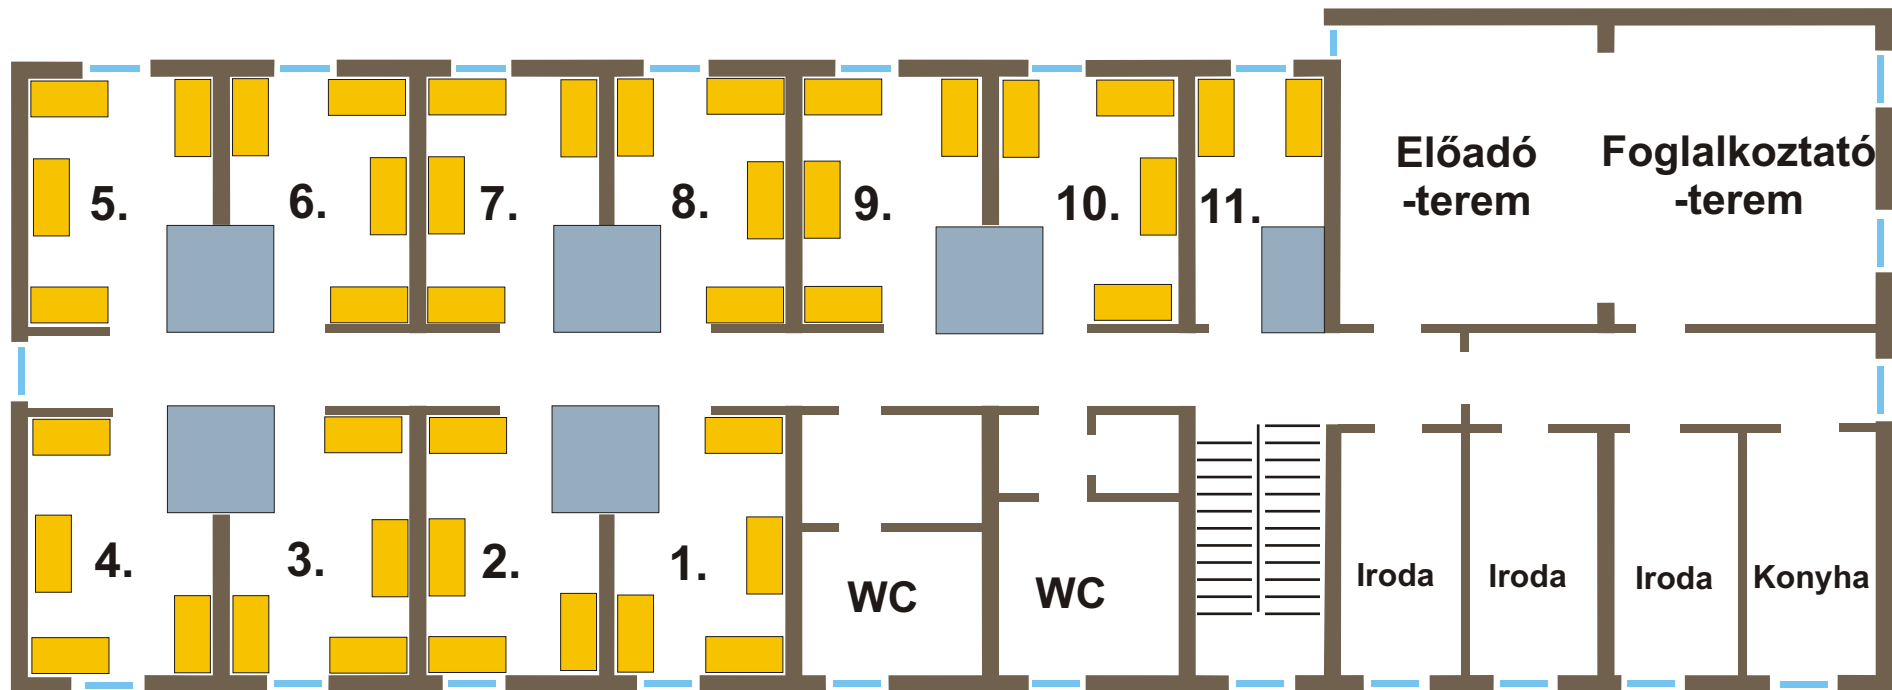 5.
6.
7.
8.
9.
10.
11.
Előadó
-terem
Foglalkoztató
-terem
4.
3.
2.
1.
WC
WC
Iroda
Iroda
Iroda
Konyha